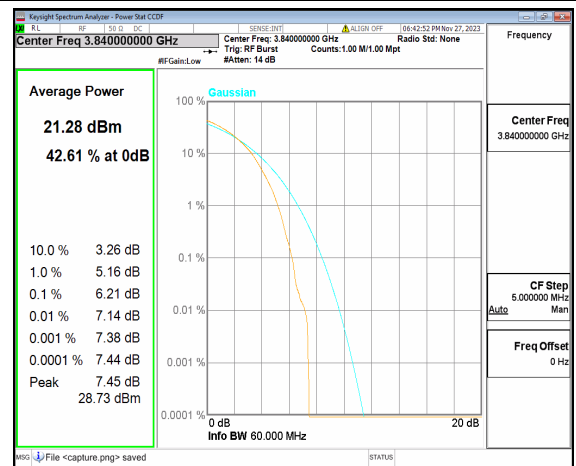 Keysight Spectrum Analyzer - Power Stat CCDF
RL RF 50 Ω DC SENSE:INT ALIGN OFF 06:42:52 PM Nov 27, 2023
Center Freq 3.840000000 GHz
Center Freq: 3.840000000 GHz Radio Std: None
Trig: RF Burst Counts:1.00 M/1.00 Mpt
#IFGain:Low #Atten: 14 dB
Frequency
Average Power
21.28 dBm
42.61 % at 0dB
10.0 % 3.26 dB
1.0 % 5.16 dB
0.1 % 6.21 dB
0.01 % 7.14 dB
0.001 % 7.38 dB
0.0001 % 7.44 dB
Peak 7.45 dB
28.73 dBm
Gaussian
100 %
10 %
1 %
0.1 %
0.01 %
0.001 %
0.0001 %
0 dB 20 dB
Info BW 60.000 MHz
Center Freq
3.840000000 GHz
CF Step
5.000000 MHz
Auto Man
Freq Offset
0 Hz
MSG File <capture.png> saved STATUS